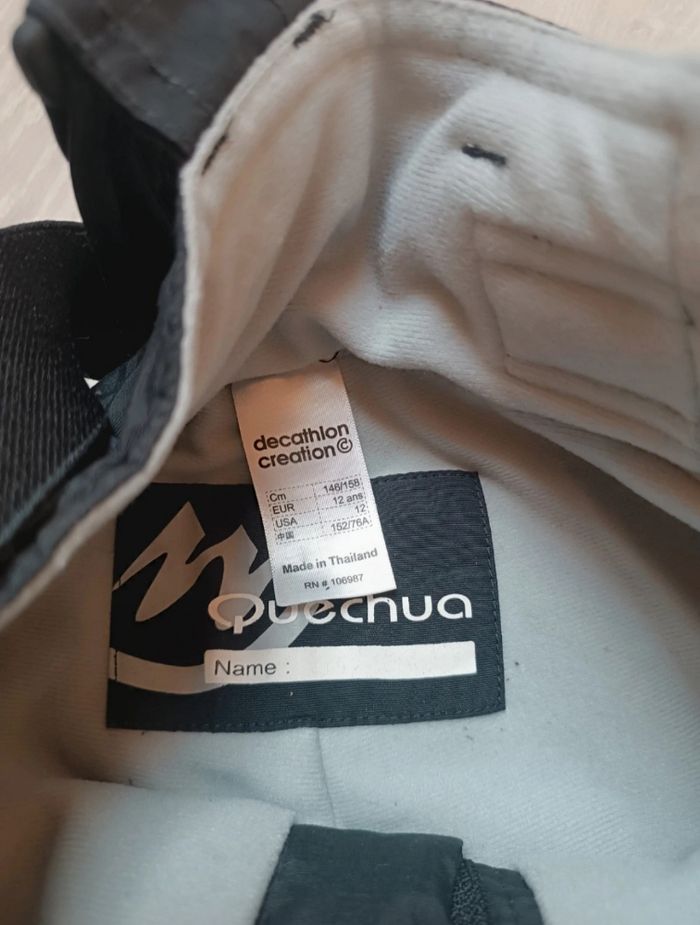 decathlon
creation©
Cm 146/158
EUR 12 ans
USA 12
中国 152/76A
Made in Thailand
RN # 106987
Quechua
Name :